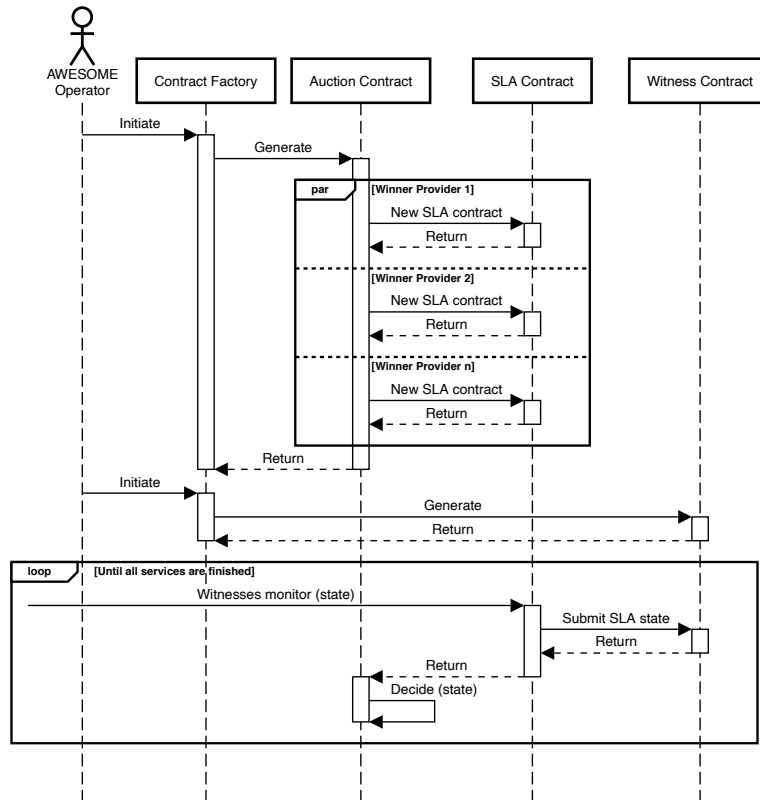 AWESOME
Operator
Contract Factory
Auction Contract
SLA Contract
Witness Contract
Initiate
Generate
par
[Winner Provider 1]
New SLA contract
Return
[Winner Provider 2]
New SLA contract
Return
[Winner Provider n]
New SLA contract
Return
Return
Initiate
Generate
Return
loop
[Until all services are finished]
Witnesses monitor (state)
Submit SLA state
Return
Return
Decide (state)